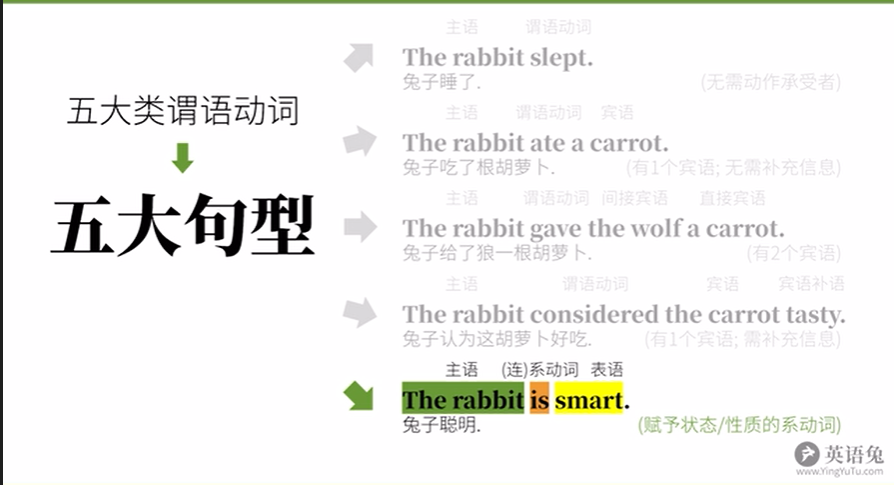 五大类谓语动词
五大句型
主语 谓语动词
The rabbit slept.
兔子睡了. (无需动作承受者)
主语 谓语动词 宾语
The rabbit ate a carrot.
兔子吃了根胡萝卜. (有1个宾语; 无需补充信息)
主语 谓语动词 间接宾语 直接宾语
The rabbit gave the wolf a carrot.
兔子给了狼一根胡萝卜. (有2个宾语)
主语 谓语动词 宾语 宾语补语
The rabbit considered the carrot tasty.
兔子认为这胡萝卜好吃. (有1个宾语; 需补充信息)
主语 (连)系动词 表语
The rabbit is smart.
兔子聪明. (赋予状态/性质的系动词)
英语兔
www.YingYuTu.com